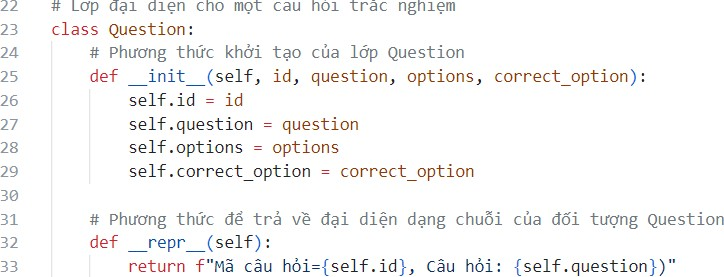 22 # Lớp đại diện cho một câu hỏi trắc nghiệm
23 class Question:
24     # Phương thức khởi tạo của lớp Question
25     def __init__(self, id, question, options, correct_option):
26         self.id = id
27         self.question = question
28         self.options = options
29         self.correct_option = correct_option
30
31     # Phương thức để trả về đại diện dạng chuỗi của đối tượng Question
32     def __repr__(self):
33         return f"Mã câu hỏi={self.id}, Câu hỏi: {self.question})"